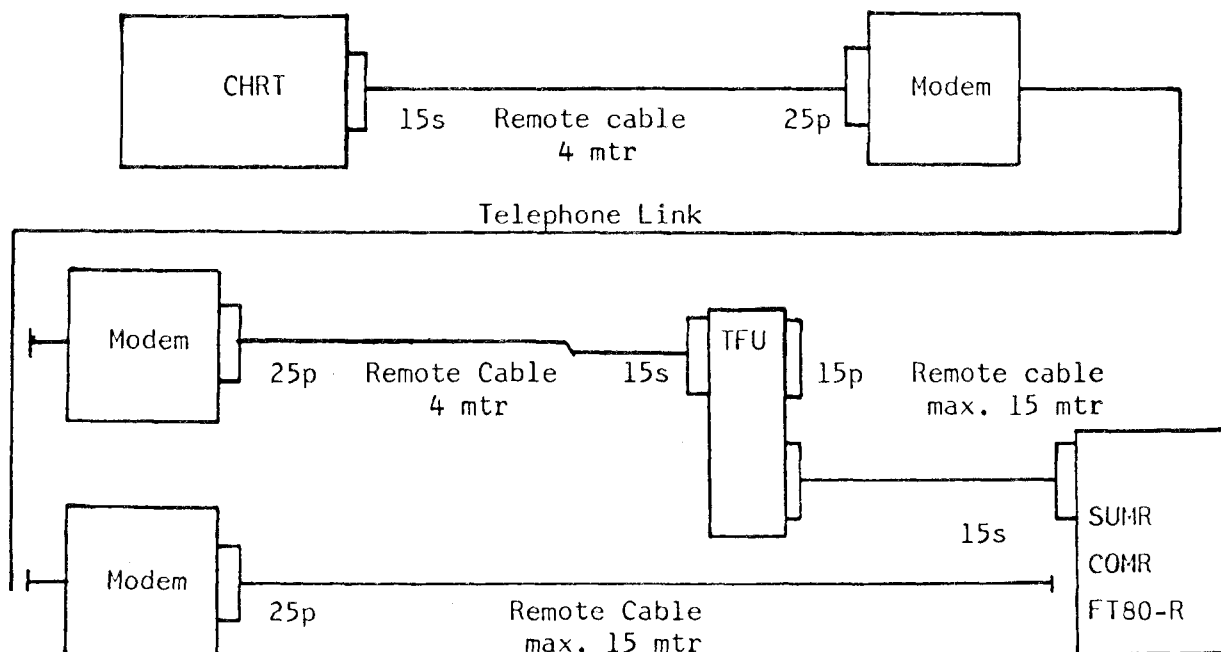 CHRT
Modem
15s
Remote cable
4 mtr
25p
Telephone Link
Modem
25p
Remote Cable
4 mtr
15s
TFU
15p
Remote cable
max. 15 mtr
15s
SUMR
COMR
FT80-R
Modem
25p
Remote Cable
max. 15 mtr